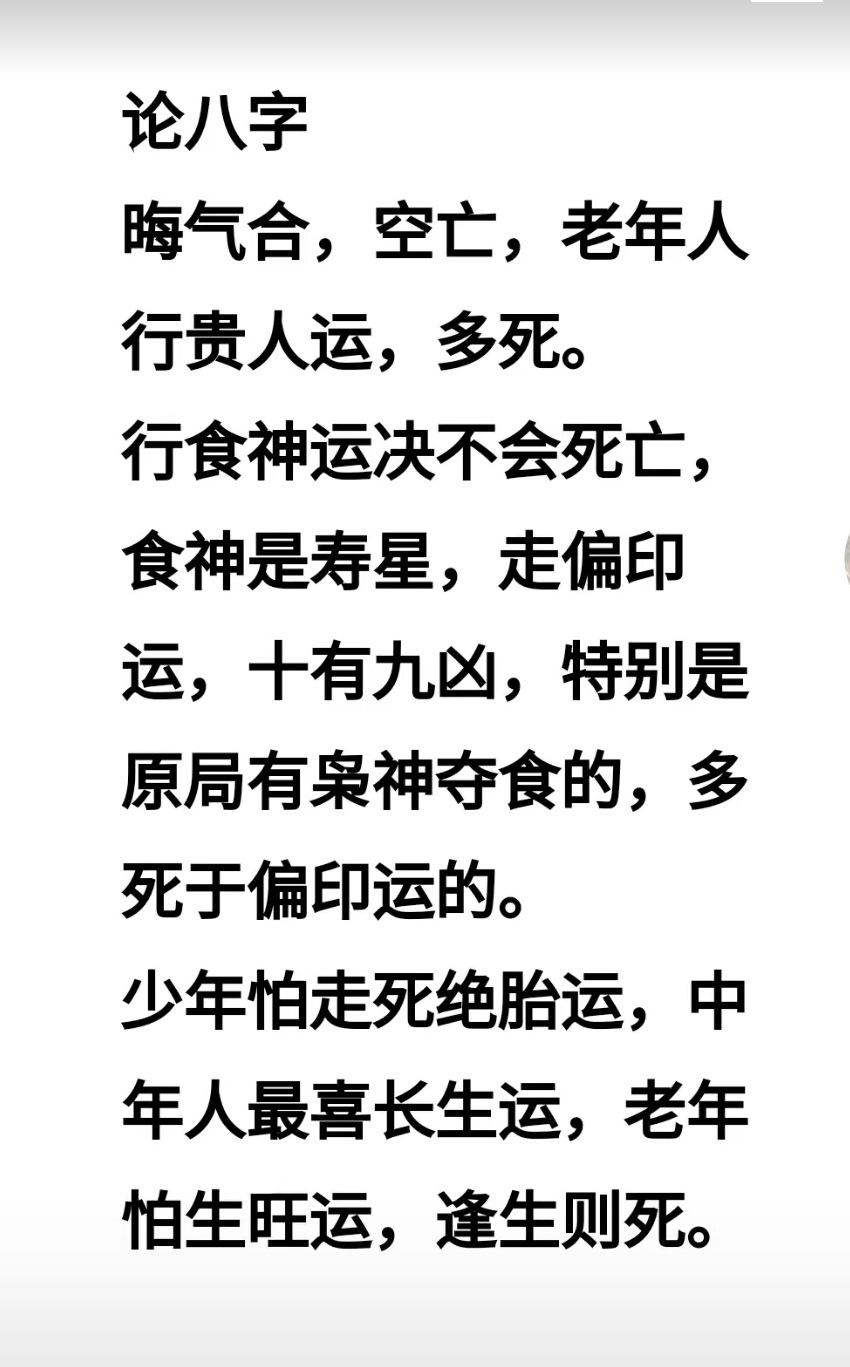 论八字
晦气合，空亡，老年人
行贵人运，多死。
行食神运决不会死亡，
食神是寿星，走偏印
运，十有九凶，特别是
原局有枭神夺食的，多
死于偏印运的。
少年怕走死绝胎运，中
年人最喜长生运，老年
怕生旺运，逢生则死。